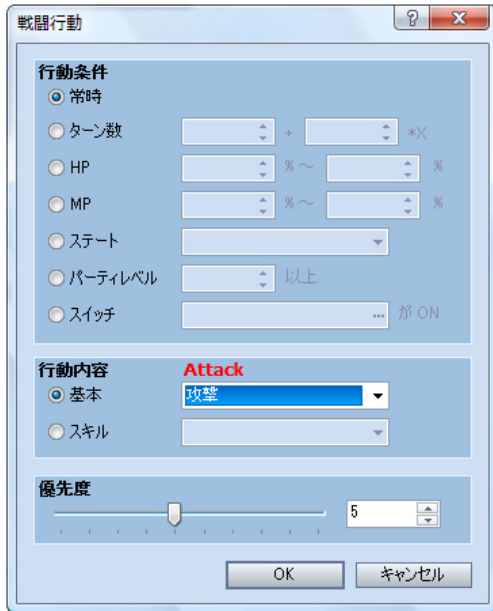 戦闘行動
行動条件
常時
ターン数 + *X
HP %～ %
MP %～ %
ステート
パーティレベル 以上
スイッチ ... が ON
行動内容 Attack
基本 攻撃
スキル
優先度
5
OK キャンセル